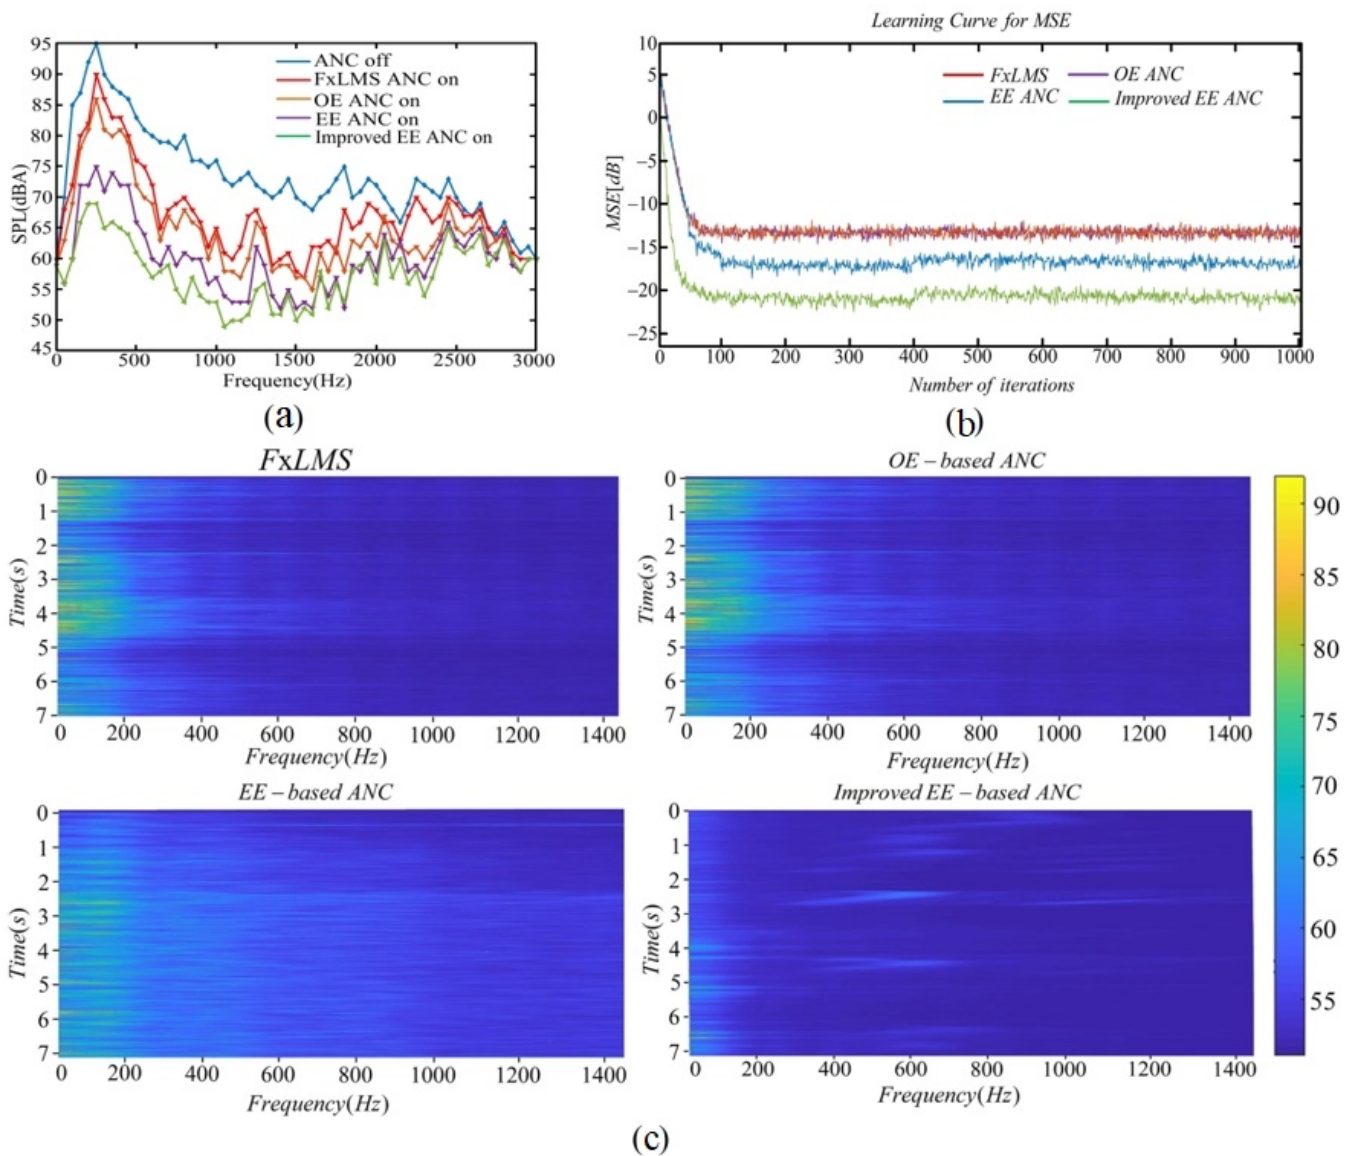 95
90
85
80
75
70
65
60
55
50
45
SPL(dBA)
ANC off
FxLMS ANC on
OE ANC on
EE ANC on
Improved EE ANC on
0 500 1000 1500 2000 2500 3000
Frequency(Hz)
(a)
Learning Curve for MSE
10
5
0
−5
−10
−15
−20
−25
MSE[dB]
FxLMS OE ANC
EE ANC Improved EE ANC
0 100 200 300 400 500 600 700 800 900 1000
Number of iterations
(b)
FxLMS
0
1
2
3
4
5
6
7
Time(s)
0 200 400 600 800 1000 1200 1400
Frequency(Hz)
OE−based ANC
0
1
2
3
4
5
6
7
Time(s)
0 200 400 600 800 1000 1200 1400
Frequency(Hz)
EE−based ANC
0
1
2
3
4
5
6
7
Time(s)
0 200 400 600 800 1000 1200 1400
Frequency(Hz)
Improved EE−based ANC
0
1
2
3
4
5
6
7
Time(s)
0 200 400 600 800 1000 1200 1400
Frequency(Hz)
90
85
80
75
70
65
60
55
(c)